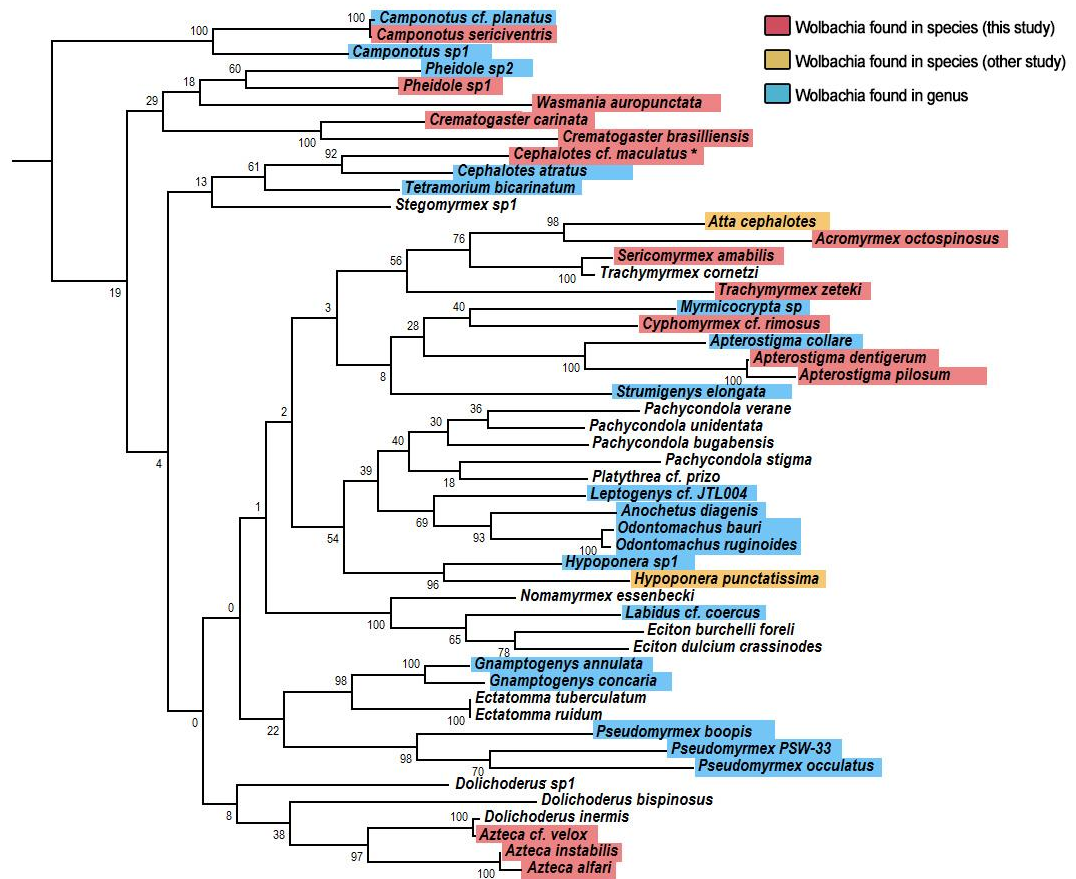 100 Camponotus cf. planatus
Wolbachia found in species (this study)
100 Camponotus sericiventris
Camponotus sp1
Wolbachia found in species (other study)
60 Pheidole sp2
18 Pheidole sp1
Wolbachia found in genus
29 Wasmania auropunctata
Crematogaster carinata
100 Crematogaster brasilliensis
92 Cephalotes cf. maculatus *
61 Cephalotes atratus
13 Tetramorium bicarinatum
Stegomyrmex sp1
98 Atta cephalotes
76 Acromyrmex octospinosus
56 Sericomyrmex amabilis
100 Trachymyrmex cornetzi
19 Trachymyrmex zeteki
3 40 Myrmicocrypta sp
28 Cyphomyrmex cf. rimosus
Apterostigma collare
100 Apterostigma dentigerum
8 100 Apterostigma pilosum
Strumigenys elongata
2 36 Pachycondola verane
30 Pachycondola unidentata
40 Pachycondola bugabensis
4 Pachycondola stigma
39 18 Platythrea cf. prizo
Leptogenys cf. JTL004
1 69 Anochetus diagenis
54 93 Odontomachus bauri
100 Odontomachus ruginoides
Hypoponera sp1
96 Hypoponera punctatissima
Nomamyrmex essenbecki
0 100 Labidus cf. coercus
65 Eciton burchelli foreli
78 Eciton dulcium crassinodes
100 Gnamptogenys annulata
98 Gnamptogenys concaria
Ectatomma tuberculatum
0 100 Ectatomma ruidum
22 Pseudomyrmex boopis
98 Pseudomyrmex PSW-33
70 Pseudomyrmex occulatus
Dolichoderus sp1
Dolichoderus bispinosus
8 100 Dolichoderus inermis
38 Azteca cf. velox
97 Azteca instabilis
100 Azteca alfari